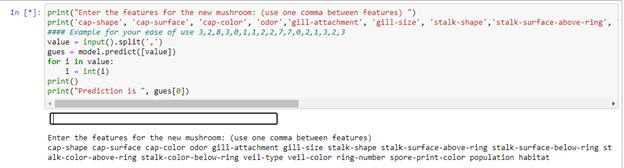 In [*]: print("Enter the features for the new mushroom: (use one comma between features) ")
print('cap-shape', 'cap-surface', 'cap-color', 'odor','gill-attachment', 'gill-size', 'stalk-shape','stalk-surface-above-ring', '
#### Example for your ease of use 3,2,8,3,0,1,1,2,2,7,7,0,2,1,3,2,3
value = input().split(',')
gues = model.predict([value])
for i in value:
i = int(i)
print()
print("Prediction is ", gues[0])
Enter the features for the new mushroom: (use one comma between features)
cap-shape cap-surface cap-color odor gill-attachment gill-size stalk-shape stalk-surface-above-ring stalk-surface-below-ring st
alk-color-above-ring stalk-color-below-ring veil-type veil-color ring-number spore-print-color population habitat